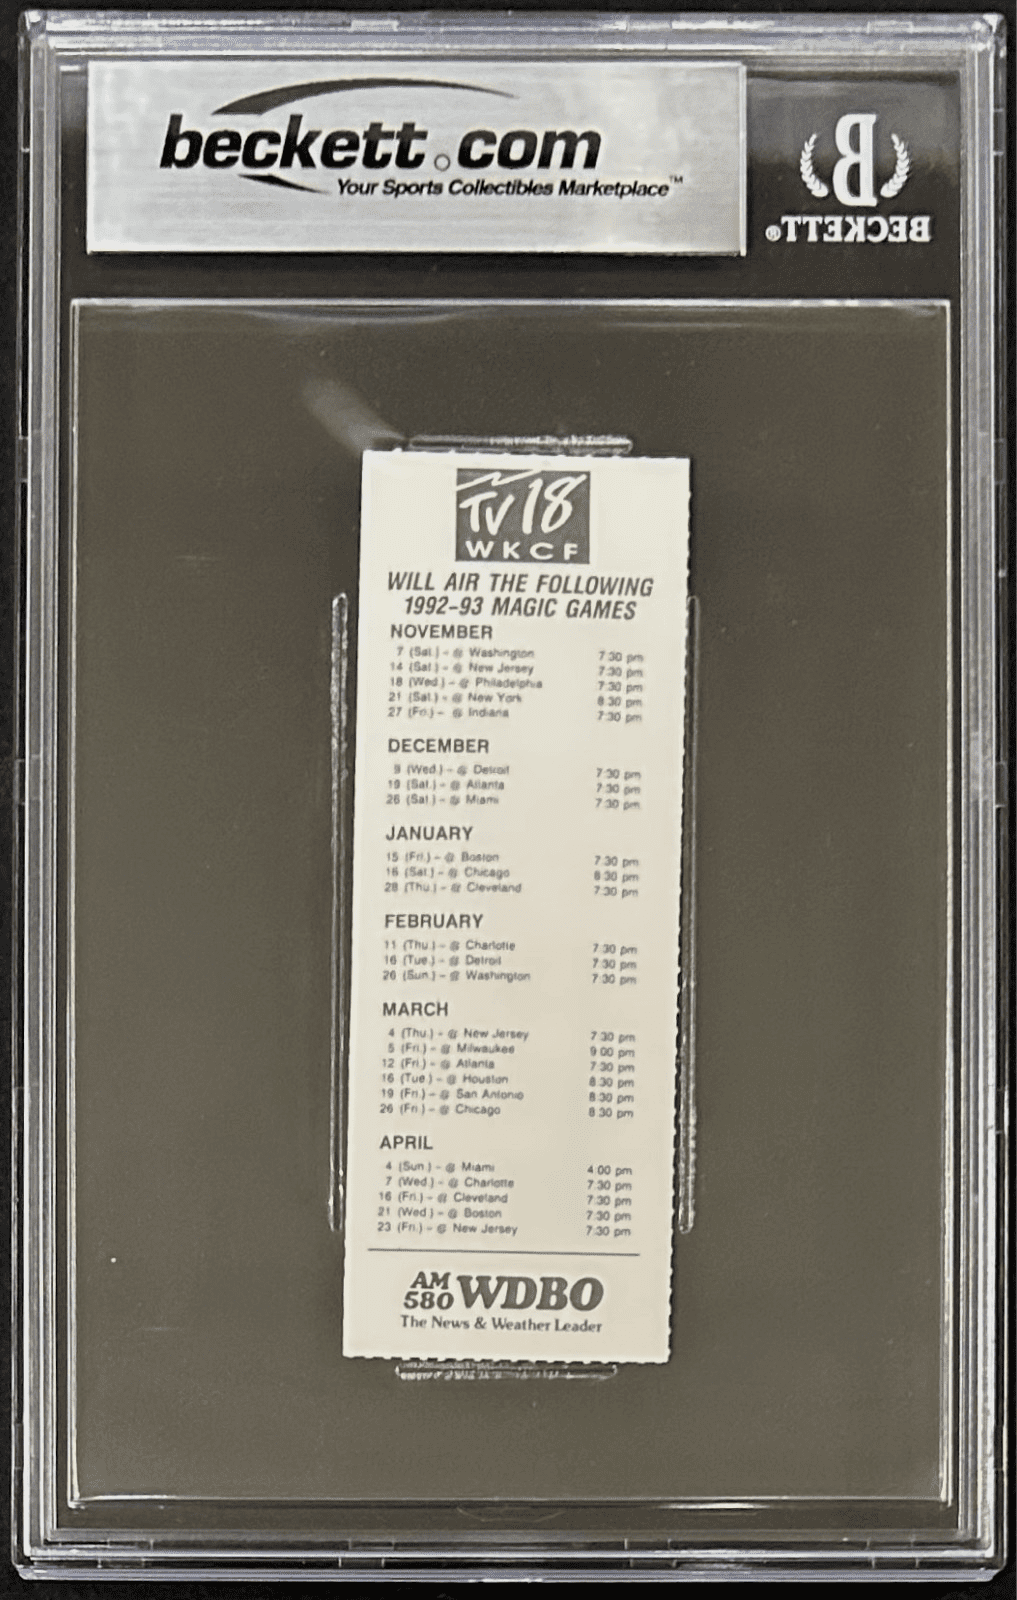 beckett.com
Your Sports Collectibles Marketplace™
B
BECKETT®
TV 18
WKCF
WILL AIR THE FOLLOWING
1992-93 MAGIC GAMES
NOVEMBER
7 (Sat.) - @ Washington 7:30 pm
14 (Sat.) - @ New Jersey 7:30 pm
18 (Wed.) - @ Philadelphia 7:30 pm
21 (Sat.) - @ New York 8:30 pm
27 (Fri.) - @ Indiana 7:30 pm
DECEMBER
9 (Wed.) - @ Detroit 7:30 pm
19 (Sat.) - @ Atlanta 7:30 pm
26 (Sat.) - @ Miami 7:30 pm
JANUARY
15 (Fri.) - @ Boston 7:30 pm
16 (Sat.) - @ Chicago 8:30 pm
28 (Thu.) - @ Cleveland 7:30 pm
FEBRUARY
11 (Thu.) - @ Charlotte 7:30 pm
16 (Tue.) - @ Detroit 7:30 pm
(Sun.) - @ Washington 7:30 pm
MARCH
4 (Thu.) - @ New Jersey 7:30 pm
5 (Fri.) - @ Milwaukee 9:00 pm
12 (Fri.) - @ Atlanta 7:30 pm
16 (Tue.) - @ Houston 8:30 pm
19 (Fri.) - @ San Antonio 8:30 pm
26 (Fri.) - @ Chicago 8:30 pm
APRIL
4 (Sun.) - @ Miami 4:00 pm
7 (Wed.) - @ Charlotte 7:30 pm
16 (Fri.) - @ Cleveland 7:30 pm
21 (Wed.) - @ Boston 7:30 pm
23 (Fri.) - @ New Jersey 7:30 pm
AM 580 WDBO
The News & Weather Leader